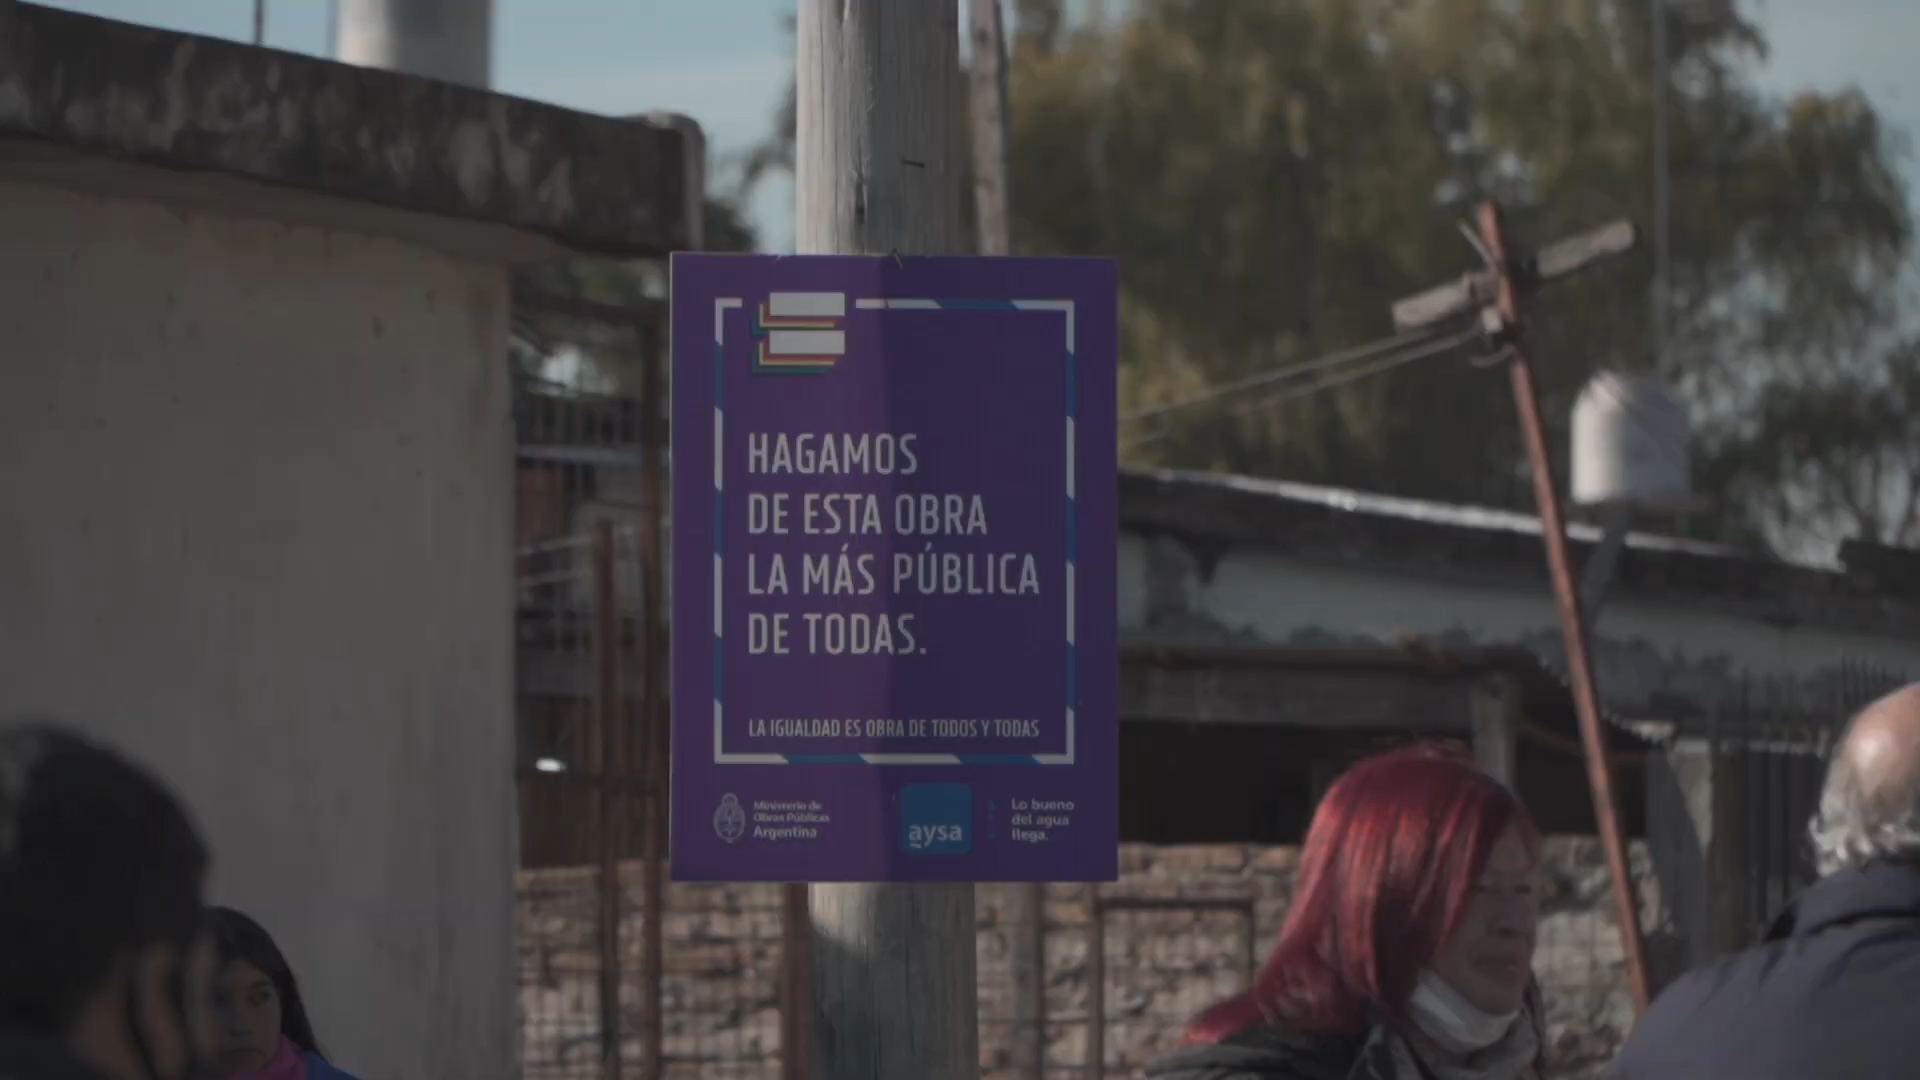 HAGAMOS
DE ESTA OBRA
LA MÁS PÚBLICA
DE TODAS.
LA IGUALDAD ES OBRA DE TODOS Y TODAS
Ministerio de
Obras Públicas
Argentina
aysa
Lo bueno
del agua
llega.